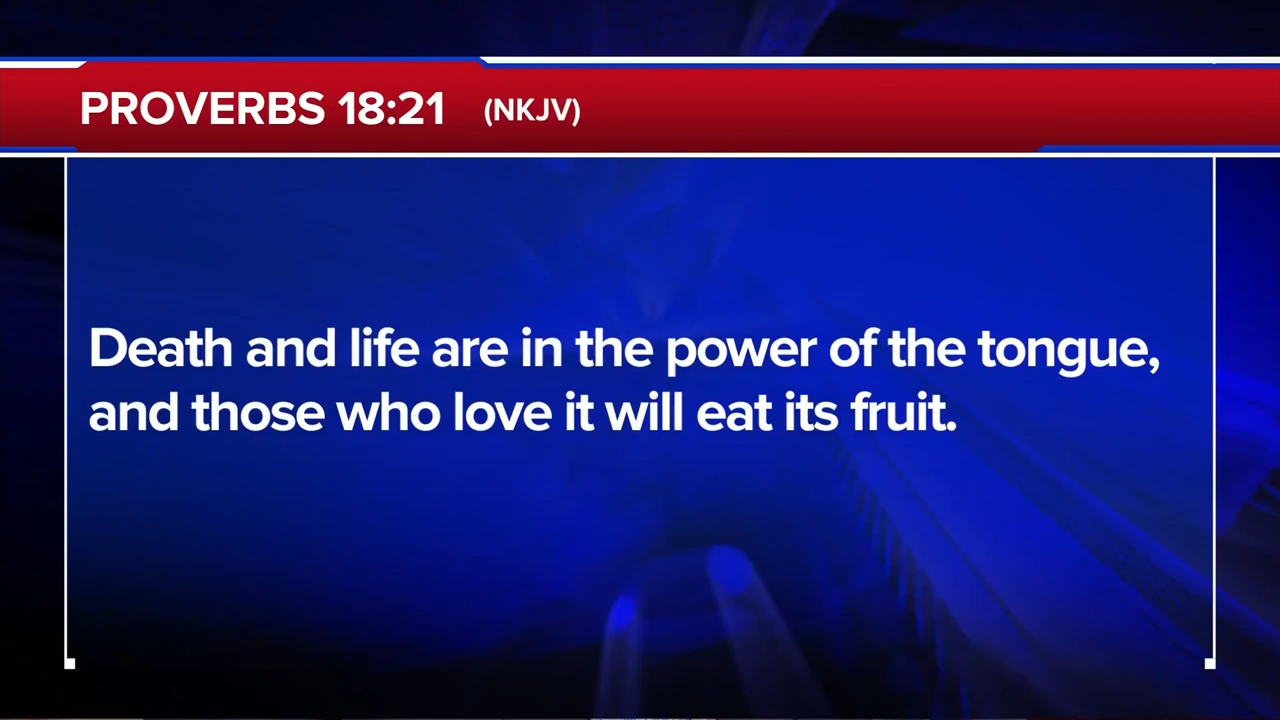 PROVERBS 18:21 (NKJV)
Death and life are in the power of the tongue,
and those who love it will eat its fruit.